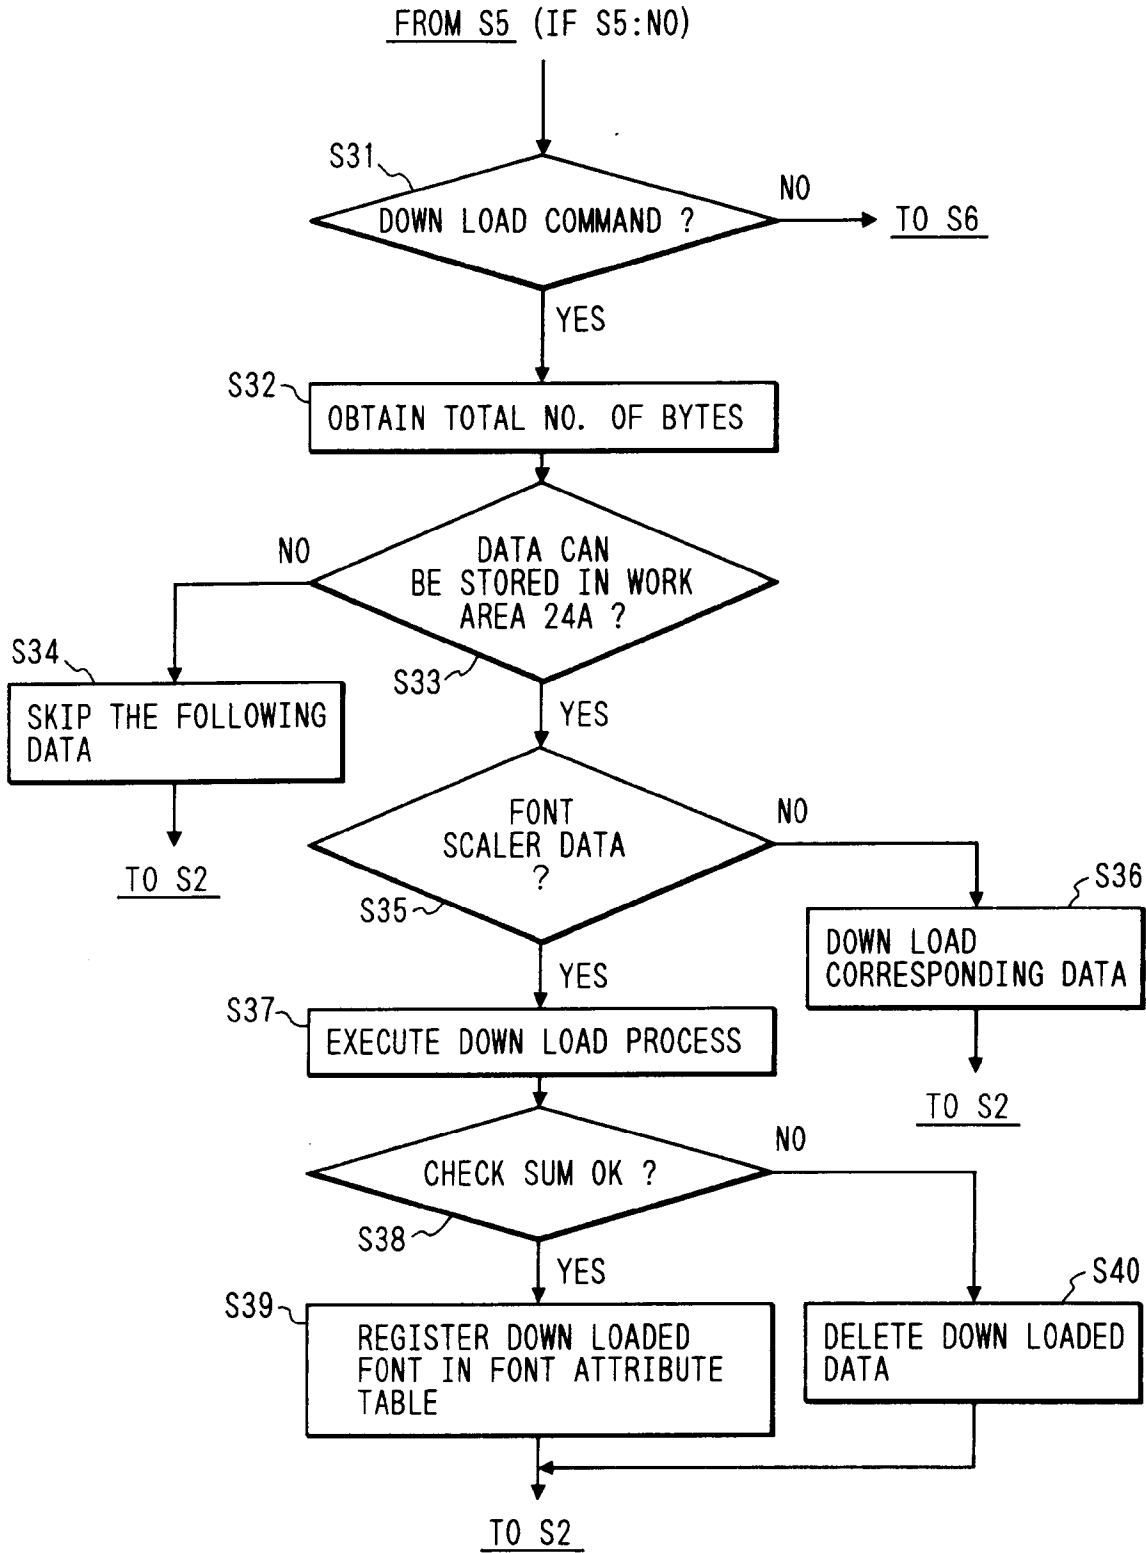 FROM S5 (IF S5:NO)
S31
DOWN LOAD COMMAND ?
NO
TO S6
YES
S32
OBTAIN TOTAL NO. OF BYTES
NO
DATA CAN
BE STORED IN WORK
AREA 24A ?
S33
S34
SKIP THE FOLLOWING
DATA
TO S2
YES
FONT
SCALER DATA
?
S35
NO
S36
DOWN LOAD
CORRESPONDING DATA
TO S2
YES
S37
EXECUTE DOWN LOAD PROCESS
CHECK SUM OK ?
S38
NO
YES
S39
REGISTER DOWN LOADED
FONT IN FONT ATTRIBUTE
TABLE
S40
DELETE DOWN LOADED
DATA
TO S2